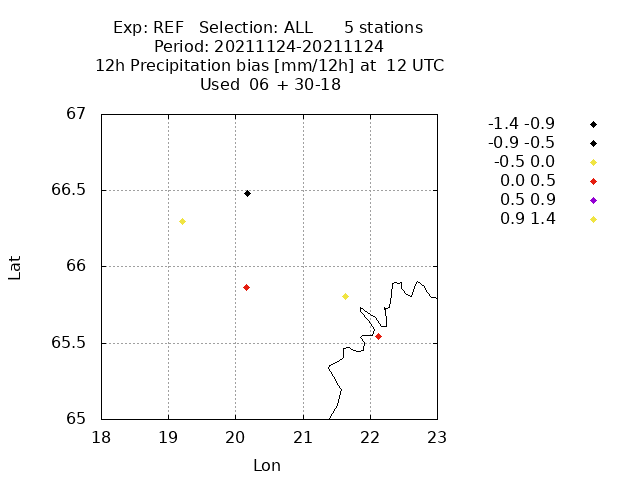 Exp: REF   Selection: ALL      5 stations
Period: 20211124-20211124
12h Precipitation bias [mm/12h] at  12 UTC
Used  06 + 30-18
67
66.5
66
65.5
65
18 19 20 21 22 23
Lat
Lon
-1.4 -0.9
-0.9 -0.5
-0.5 0.0
0.0 0.5
0.5 0.9
0.9 1.4